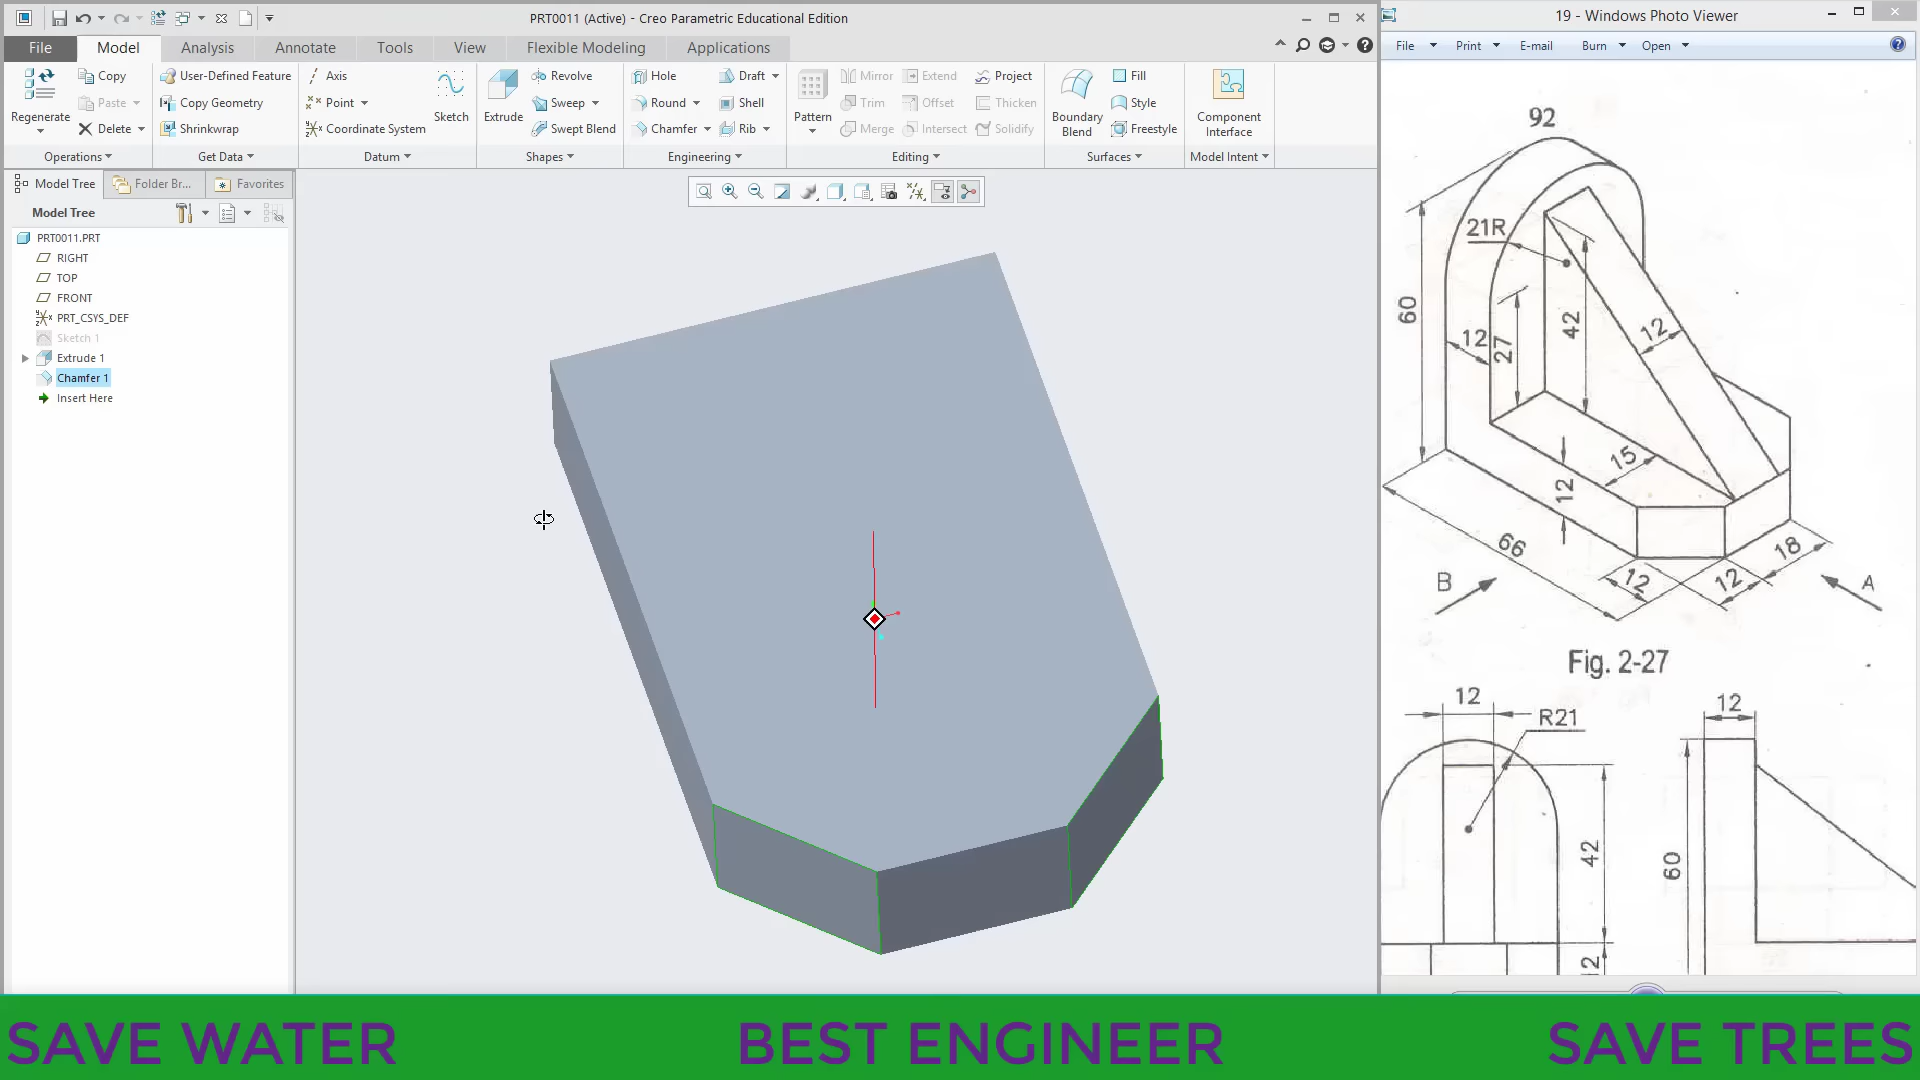 PRT0011 (Active) - Creo Parametric Educational Edition
File
Model
Analysis
Annotate
Tools
View
Flexible Modeling
Applications
Regenerate
Copy
Paste
Delete
Operations
User-Defined Feature
Copy Geometry
Shrinkwrap
Get Data
Axis
Point
Coordinate System
Sketch
Datum
Extrude
Revolve
Sweep
Swept Blend
Shapes
Hole
Round
Chamfer
Draft
Shell
Rib
Engineering
Pattern
Mirror
Trim
Merge
Extend
Offset
Intersect
Project
Thicken
Solidify
Editing
Boundary
Blend
Fill
Style
Freestyle
Surfaces
Component
Interface
Model Intent
Model Tree
Folder Br...
Favorites
Model Tree
PRT0011.PRT
RIGHT
TOP
FRONT
PRT_CSYS_DEF
Sketch 1
Extrude 1
Chamfer 1
Insert Here
19 - Windows Photo Viewer
File
Print
E-mail
Burn
Open
92
21R
60
12
27
42
12
15
12
66
12
12
18
B
A
Fig. 2-27
12
R21
42
12
12
60
SAVE WATER
BEST ENGINEER
SAVE TREES